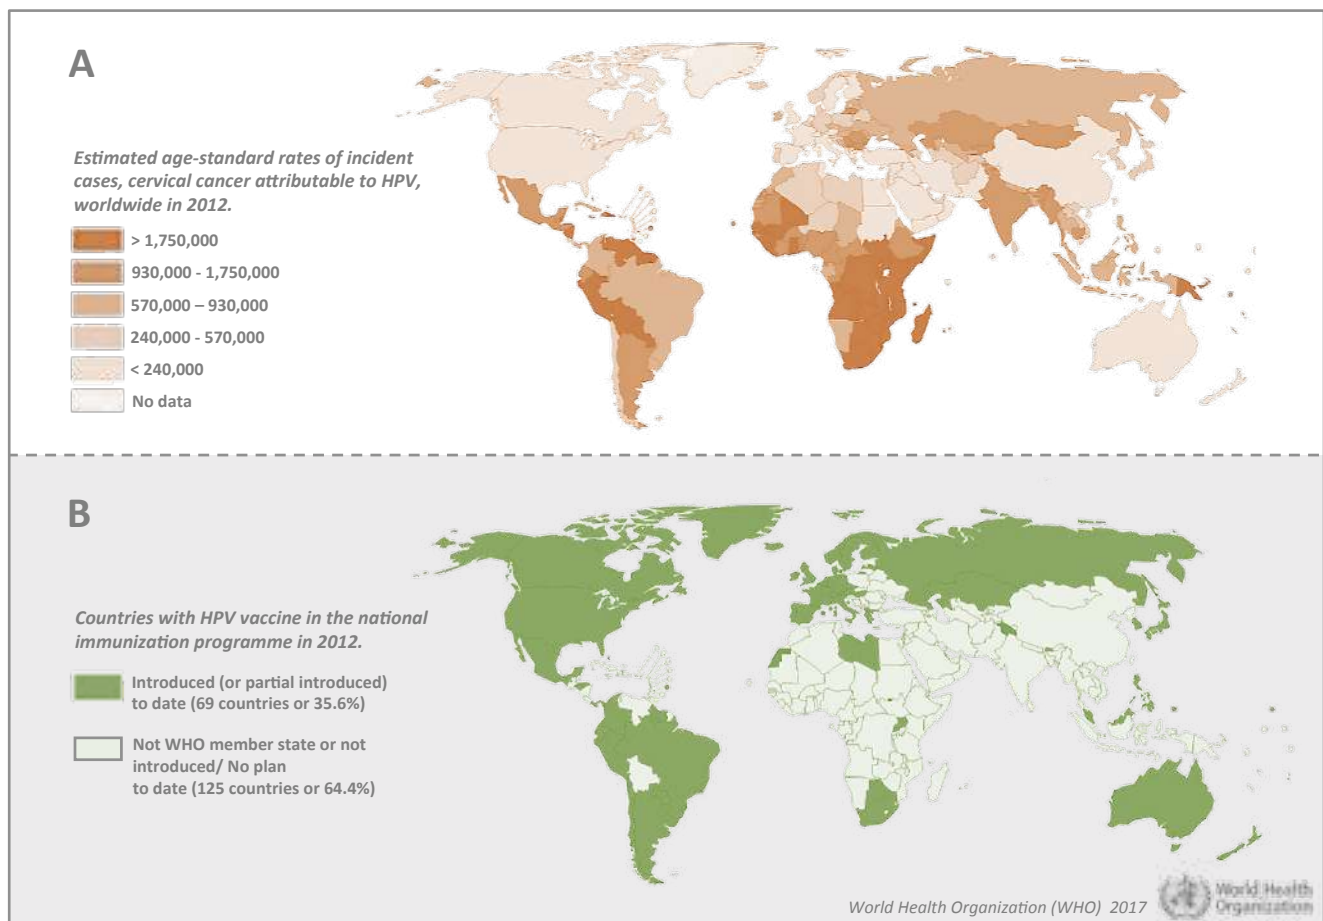 A
Estimated age-standard rates of incident
cases, cervical cancer attributable to HPV,
worldwide in 2012.
> 1,750,000
930,000 - 1,750,000
570,000 – 930,000
240,000 - 570,000
< 240,000
No data
B
Countries with HPV vaccine in the national
immunization programme in 2012.
Introduced (or partial introduced)
to date (69 countries or 35.6%)
Not WHO member state or not
introduced/ No plan
to date (125 countries or 64.4%)
World Health Organization (WHO) 2017
World Health
Organization